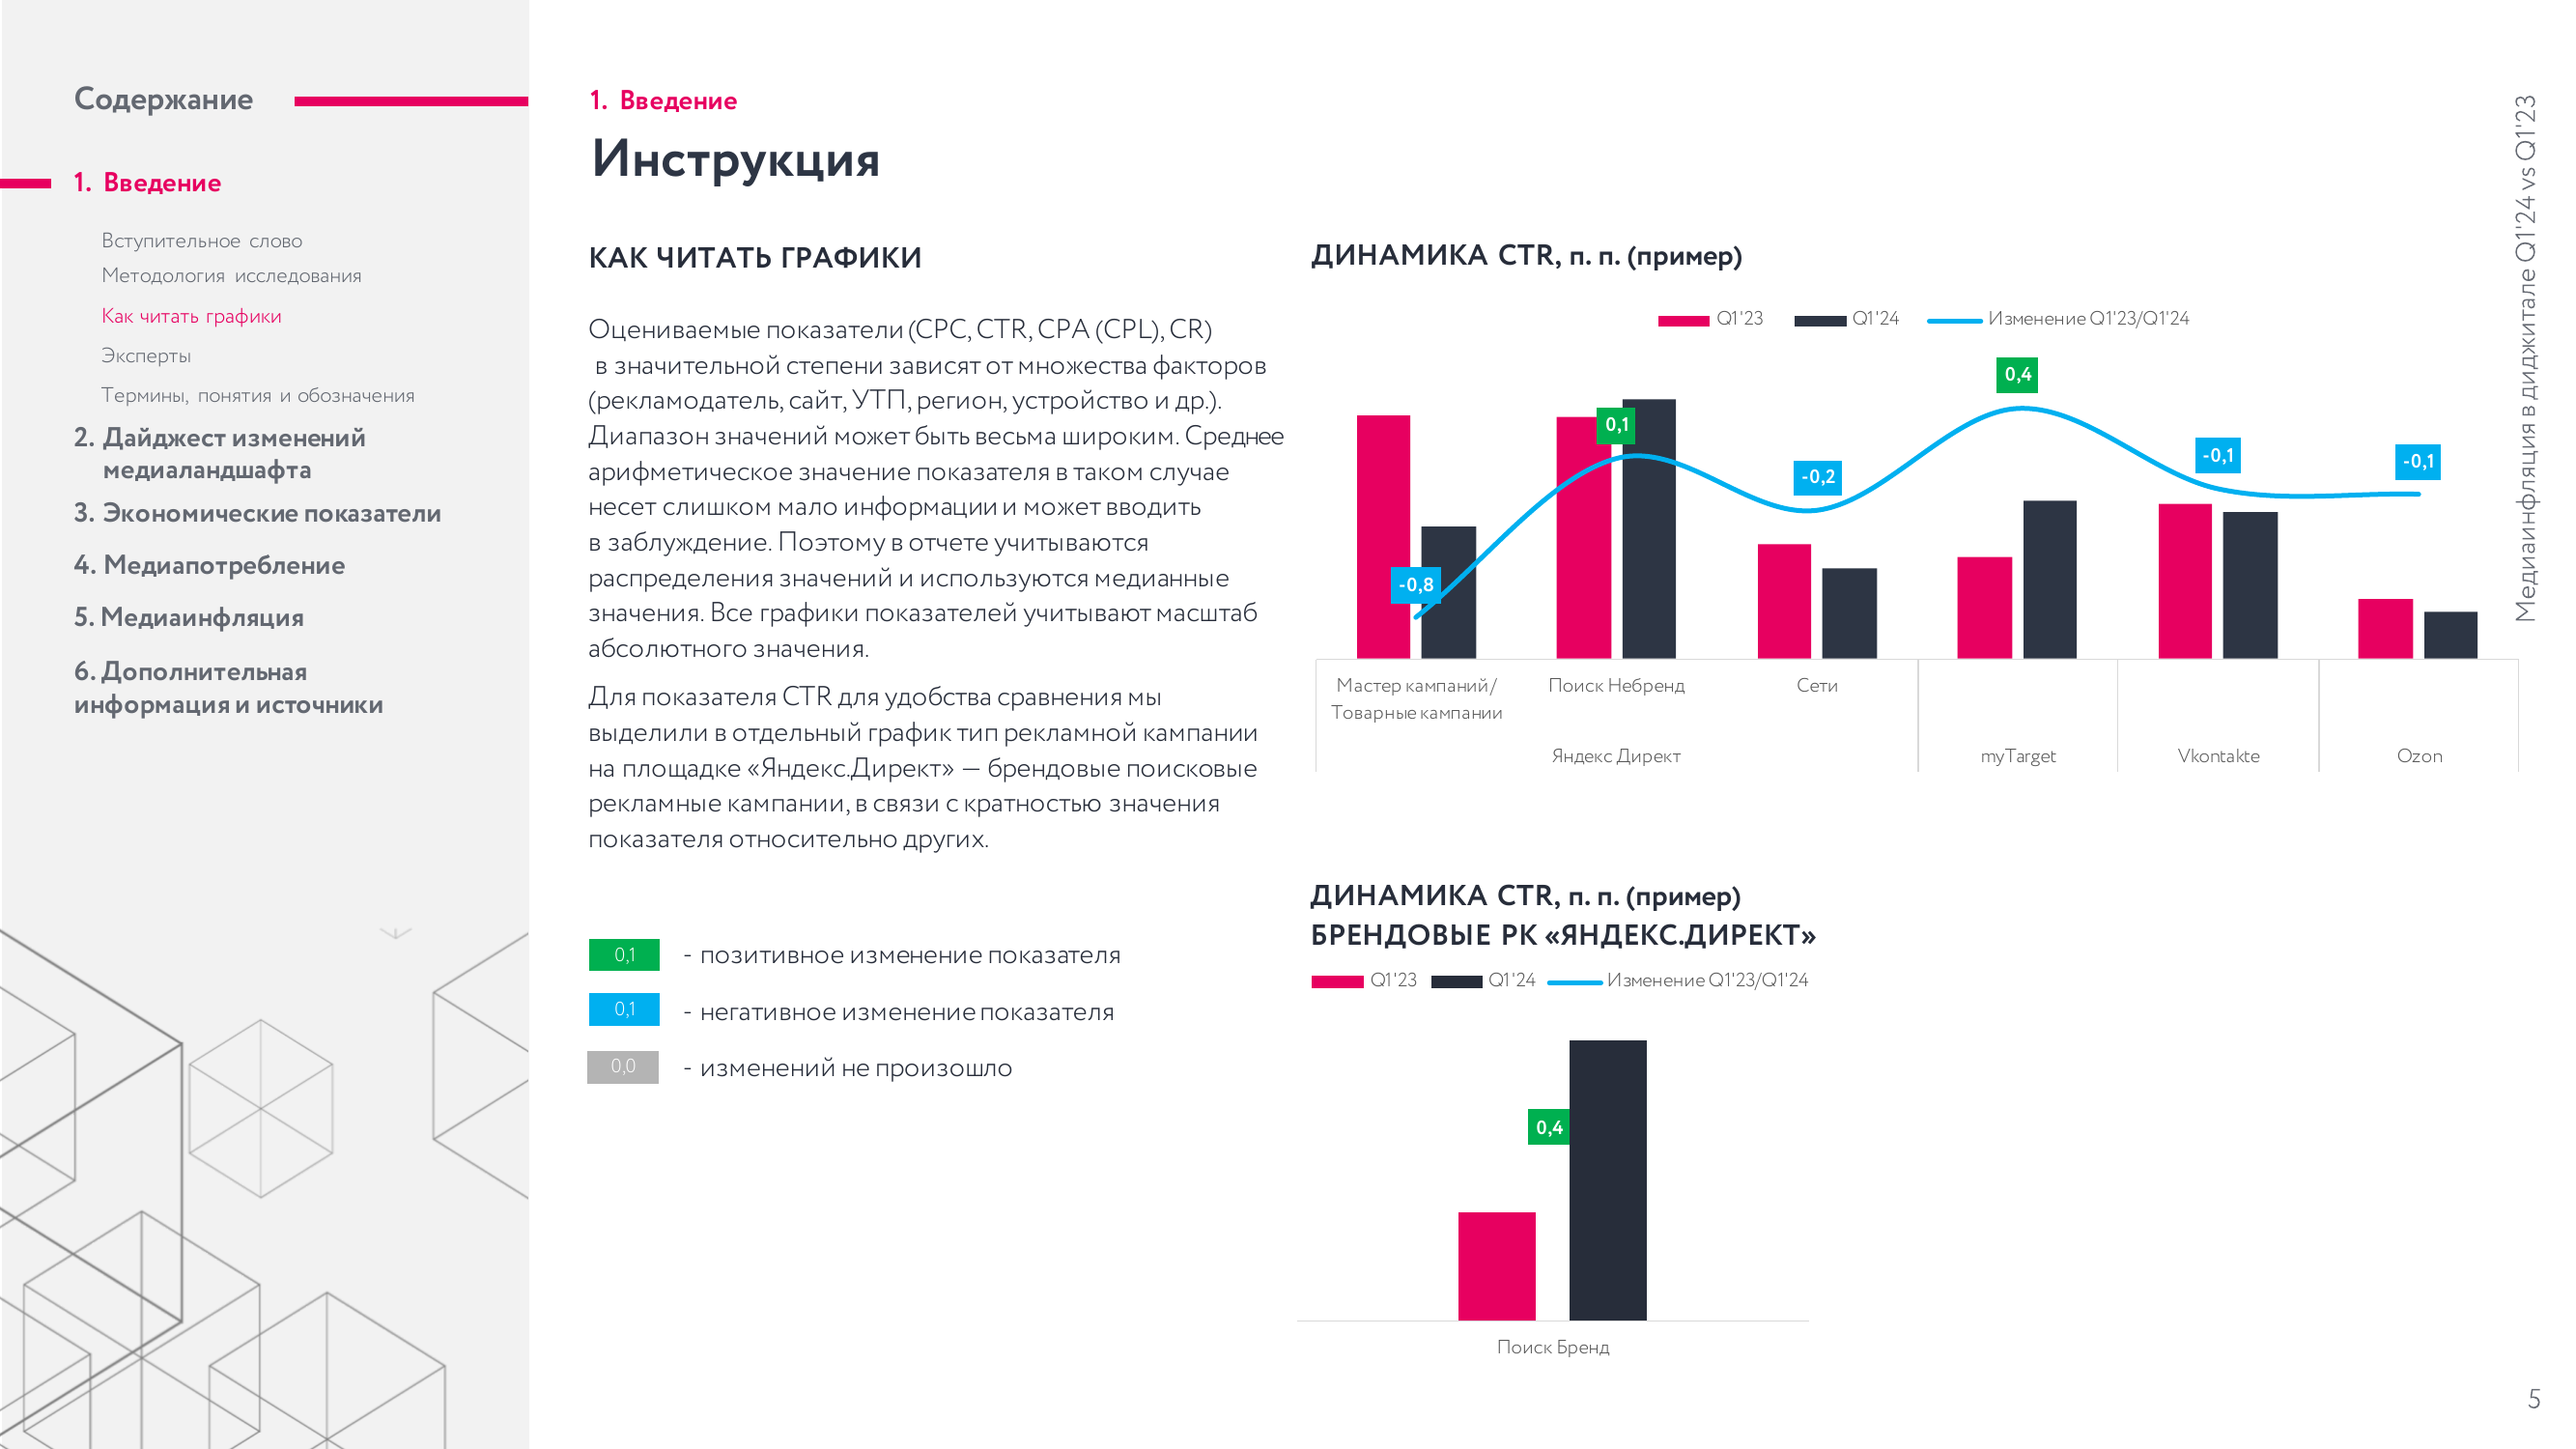 Содержание
1. Введение
Вступительное слово
Методология исследования
Как читать графики
Эксперты
Термины, понятия и обозначения
2. Дайджест изменений
медиаландшафта
3. Экономические показатели
4. Медиапотребление
5. Медиаинфляция
6. Дополнительная
информация и источники
1. Введение
Инструкция
КАК ЧИТАТЬ ГРАФИКИ
Оцениваемые показатели (CPC, CTR, CPA (CPL), CR)
в значительной степени зависят от множества факторов
(рекламодатель, сайт, УТП, регион, устройство и др.).
Диапазон значений может быть весьма широким. Среднее
арифметическое значение показателя в таком случае
несет слишком мало информации и может вводить
в заблуждение. Поэтому в отчете учитываются
распределения значений и используются медианные
значения. Все графики показателей учитывают масштаб
абсолютного значения.
Для показателя CTR для удобства сравнения мы
выделили в отдельный график тип рекламной кампании
на площадке «Яндекс.Директ» — брендовые поисковые
рекламные кампании, в связи с кратностью значения
показателя относительно других.
0,1 - позитивное изменение показателя
0,1 - негативное изменение показателя
0,0 - изменений не произошло
ДИНАМИКА CTR, п. п. (пример)
Q1'23 Q1'24 Изменение Q1'23/Q1'24
-0,8 0,1 -0,2 0,4 -0,1 -0,1
Мастер кампаний/ Поиск Небренд Сети
Товарные кампании
Яндекс Директ myTarget Vkontakte Ozon
ДИНАМИКА CTR, п. п. (пример)
БРЕНДОВЫЕ РК «ЯНДЕКС.ДИРЕКТ»
Q1'23 Q1'24 Изменение Q1'23/Q1'24
0,4
Поиск Бренд
Медиаинфляция в диджитале Q1'24 vs Q1'23
5